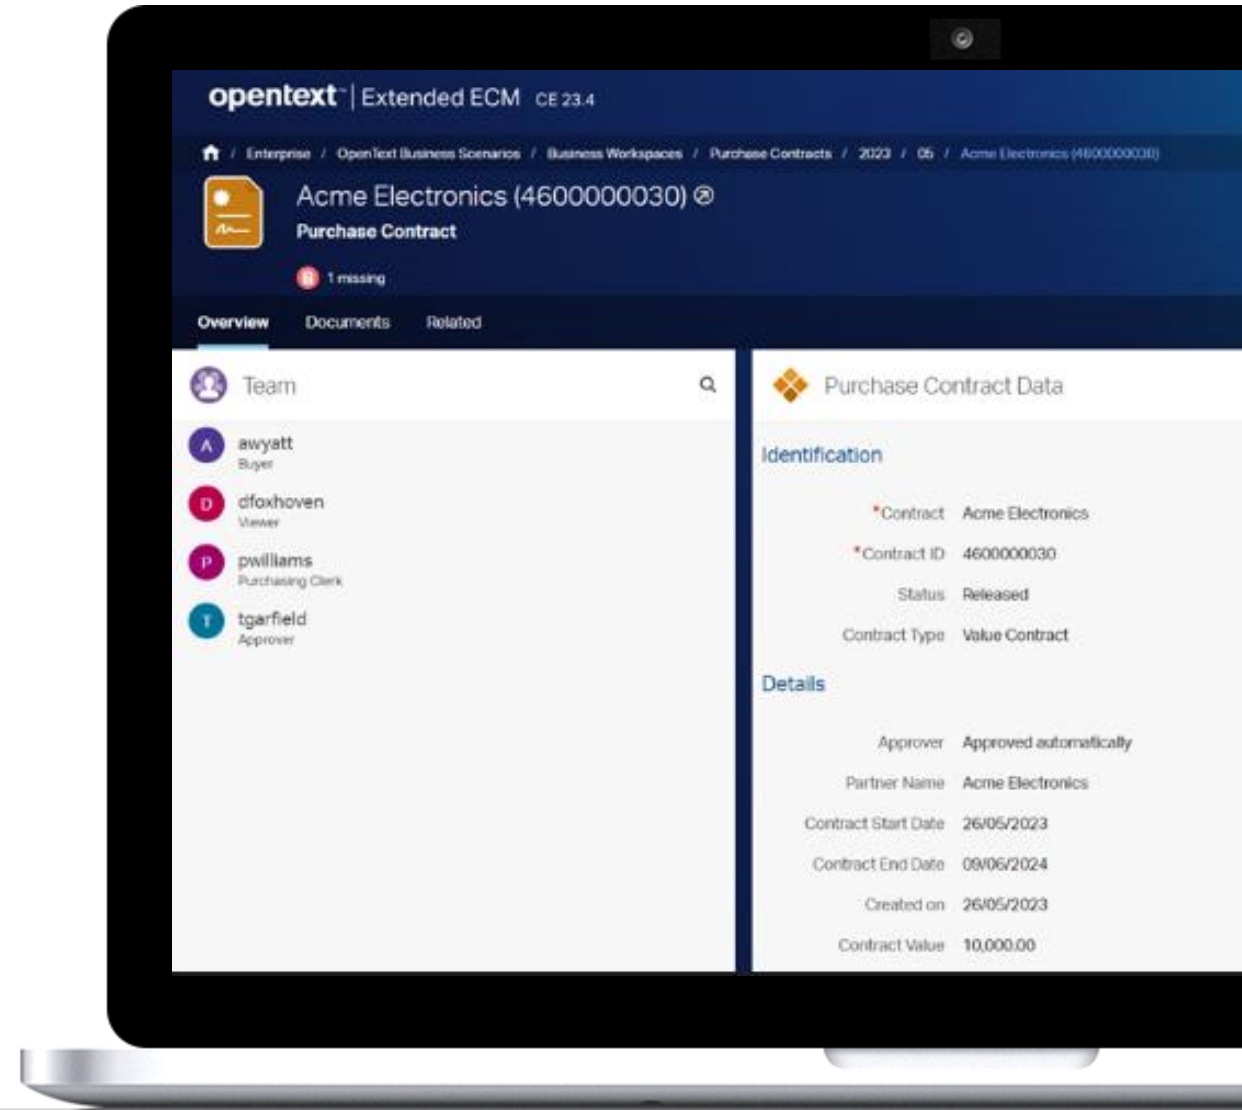 opentext™ | Extended ECM CE 23.4
/ Enterprise / OpenText Business Scenarios / Business Workspaces / Purchase Contracts / 2023 / 05 / Acme Electronics (4600000030)
Acme Electronics (4600000030)
Purchase Contract
1 missing
Overview Documents Related
Team
A
awyatt
Buyer
D
dfoxhoven
Viewer
P
pwilliams
Purchasing Clerk
T
tgarfield
Approver
Purchase Contract Data
Identification
*Contract Acme Electronics
*Contract ID 4600000030
Status Released
Contract Type Value Contract
Details
Approver Approved automatically
Partner Name Acme Electronics
Contract Start Date 26/05/2023
Contract End Date 09/06/2024
Created on 26/05/2023
Contract Value 10,000.00